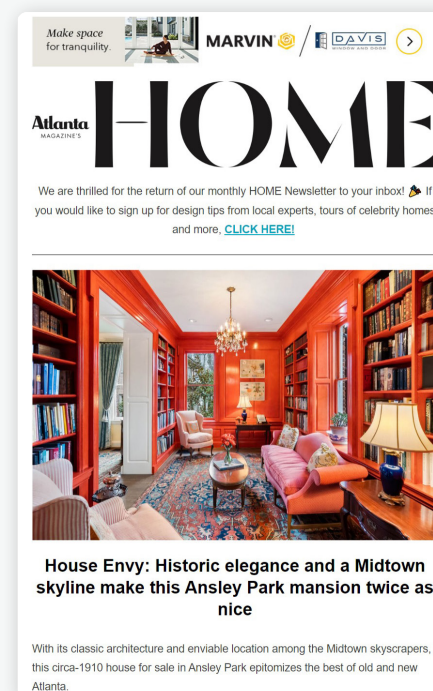 Make space
for tranquility.
MARVIN
DAVIS
WINDOW AND DOOR
Atlanta
MAGAZINE'S
HOME
We are thrilled for the return of our monthly HOME Newsletter to your inbox! If
you would like to sign up for design tips from local experts, tours of celebrity homes
and more, CLICK HERE!
House Envy: Historic elegance and a Midtown
skyline make this Ansley Park mansion twice as
nice
With its classic architecture and enviable location among the Midtown skyscrapers,
this circa-1910 house for sale in Ansley Park epitomizes the best of old and new
Atlanta.